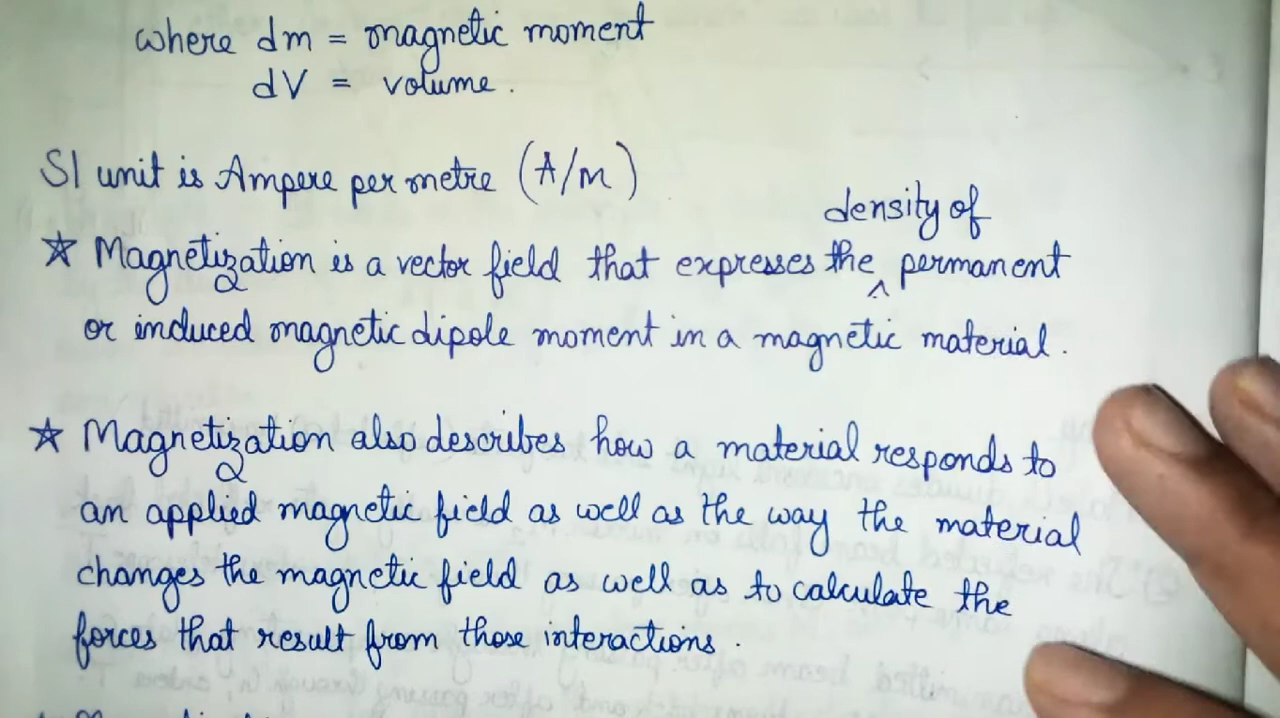 where dm = magnetic moment
dV = volume.
SI unit is Ampere per metre (A/m)
density of
☆ Magnetization is a vector field that expresses the ^ permanent
or induced magnetic dipole moment in a magnetic material.
☆ Magnetization also describes how a material responds to
an applied magnetic field as well as the way the material
changes the magnetic field as well as to calculate the
forces that result from those interactions.